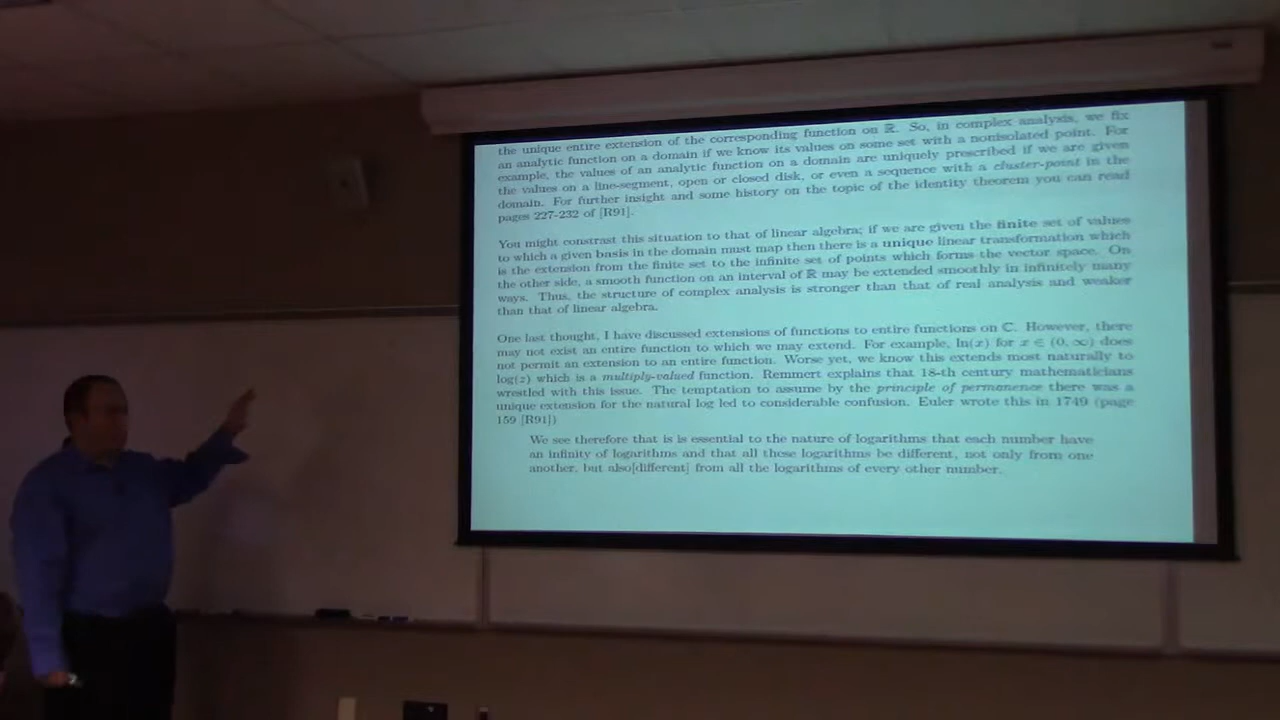 the unique entire extension of the corresponding function on ℝ. So, in complex analysis, we fix
an analytic function on a domain if we know its values on some set with a nonisolated point. For
example, the values of an analytic function on a domain are uniquely prescribed if we are given
the values on a line-segment, open or closed disk, or even a sequence with a cluster-point in the
domain. For further insight and some history on the topic of the identity theorem you can read
pages 227-232 of [R91].
You might constrast this situation to that of linear algebra; if we are given the finite set of values
to which a given basis in the domain must map then there is a unique linear transformation which
is the extension from the finite set to the infinite set of points which forms the vector space. On
the other side, a smooth function on an interval of ℝ may be extended smoothly in infinitely many
ways. Thus, the structure of complex analysis is stronger than that of real analysis and weaker
than that of linear algebra.
One last thought, I have discussed extensions of functions to entire functions on ℂ. However, there
may not exist an entire function to which we may extend. For example, ln(x) for x ∈ (0, ∞) does
not permit an extension to an entire function. Worse yet, we know this extends most naturally to
log(z) which is a multiply-valued function. Remmert explains that 18-th century mathematicians
wrestled with this issue. The temptation to assume by the principle of permanence there was a
unique extension for the natural log led to considerable confusion. Euler wrote this in 1749 (page
159 [R91])
We see therefore that is is essential to the nature of logarithms that each number have
an infinity of logarithms and that all these logarithms be different, not only from one
another, but also[different] from all the logarithms of every other number.